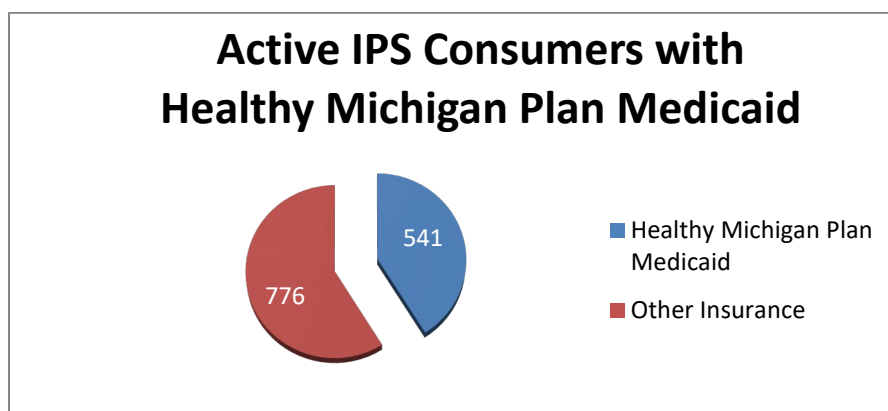 Active IPS Consumers with
Healthy Michigan Plan Medicaid
541
776
Healthy Michigan Plan
Medicaid
Other Insurance